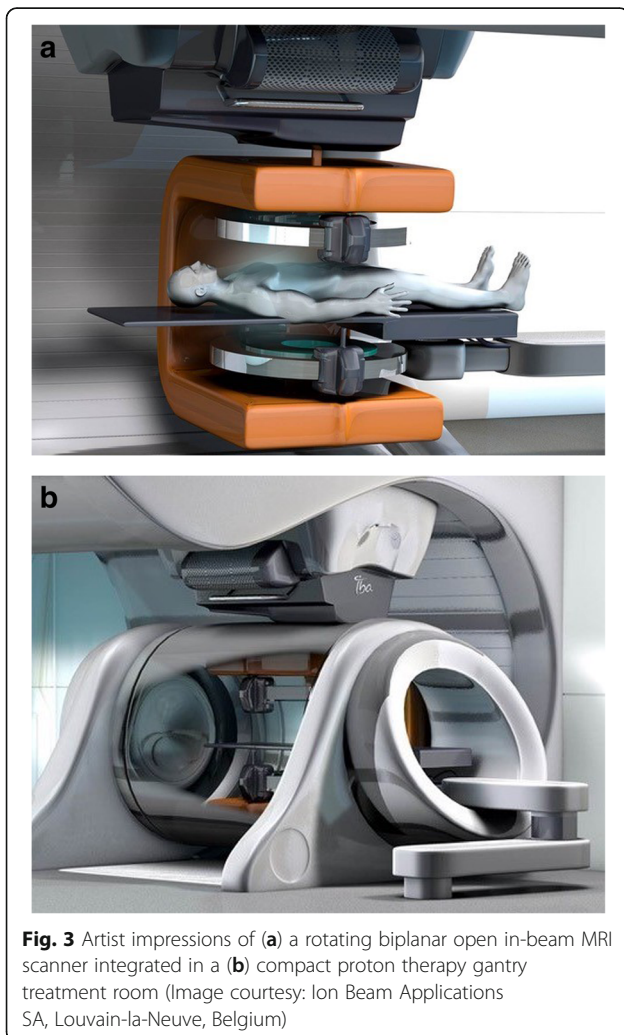 a
b
iba
Fig. 3 Artist impressions of (a) a rotating biplanar open in-beam MRI
scanner integrated in a (b) compact proton therapy gantry
treatment room (Image courtesy: Ion Beam Applications
SA, Louvain-la-Neuve, Belgium)